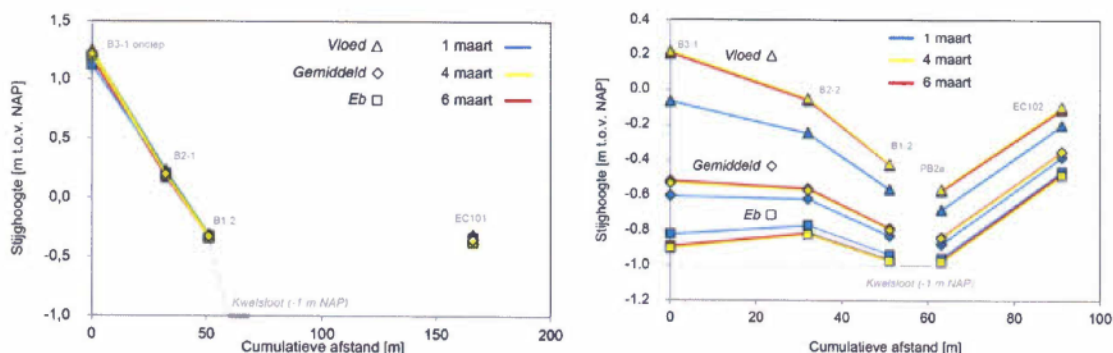 1,5
1,0
0,5
0,0
-0,5
-1,0
Stijghoogte [m t.o.v. NAP]
B3-1 ondiep
B2-1
B1-2
EC101
Vloed
Gemiddeld
Eb
1 maart
4 maart
6 maart
Kwelsloot (-1 m NAP)
0
50
100
150
200
Cumulatieve afstand [m]
0.4
0.2
0.0
-0.2
-0.4
-0.6
-0.8
-1.0
-1.2
Stijghoogte [m t.o.v. NAP]
B3-1
B2-2
B1-2
PB2a
EC102
Vloed
Gemiddeld
Eb
1 maart
4 maart
6 maart
Kwelsloot (-1 m NAP)
0
20
40
60
80
100
Cumulatieve afstand [m]